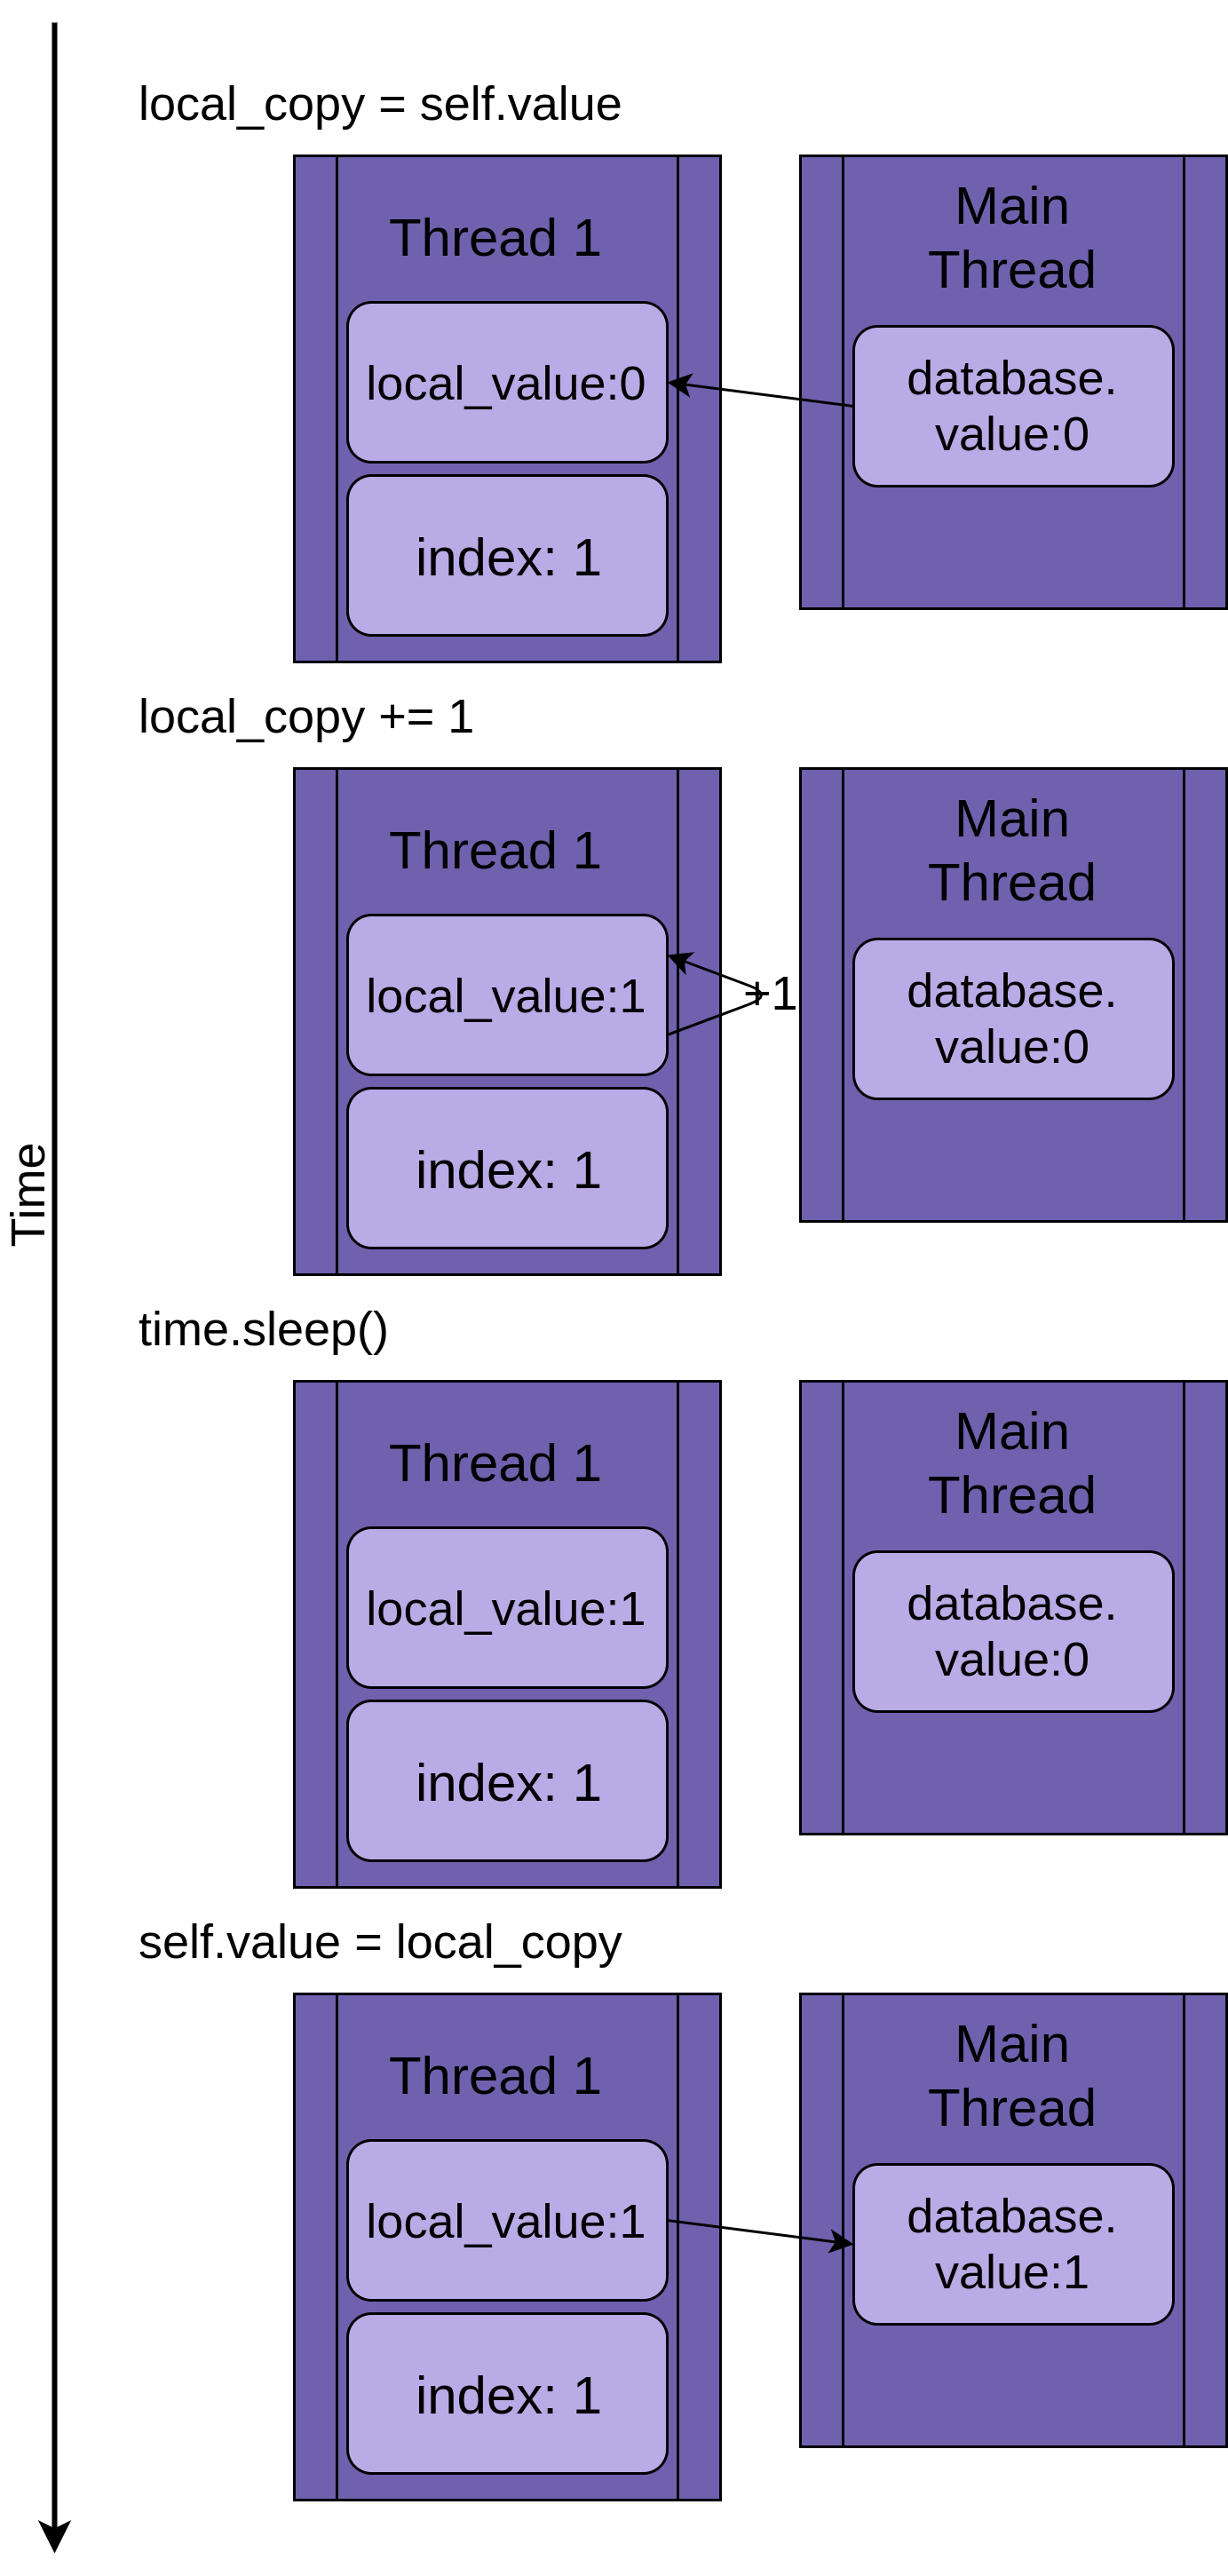 local_copy = self.value
Thread 1
Main
Thread
local_value:0
database.
value:0
index: 1
local_copy += 1
Thread 1
Main
Thread
local_value:1
+1
database.
value:0
index: 1
Time
time.sleep()
Thread 1
Main
Thread
local_value:1
database.
value:0
index: 1
self.value = local_copy
Thread 1
Main
Thread
local_value:1
database.
value:1
index: 1